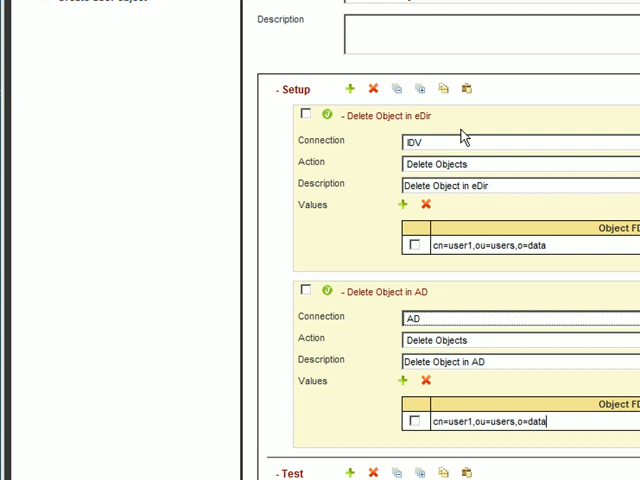 Description
- Setup
- Delete Object in eDir
Connection
IDV
Action
Delete Objects
Description
Delete Object in eDir
Values
Object FD
cn=user1,ou=users,o=data
- Delete Object in AD
Connection
AD
Action
Delete Objects
Description
Delete Object in AD
Values
Object FD
cn=user1,ou=users,o=data
- Test